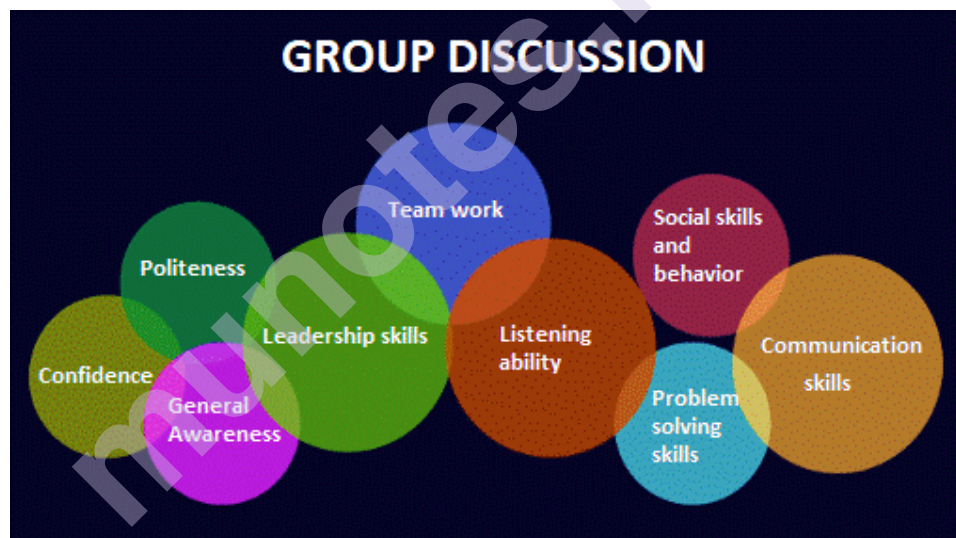 GROUP DISCUSSION
Team work
Social skills
and
behavior
Politeness
Leadership skills
Listening
ability
Communication
skills
Confidence
General
Awareness
Problem
solving
skills
munotes.